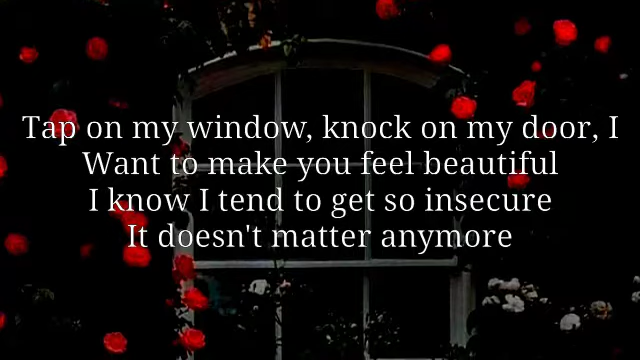 Tap on my window, knock on my door, I
Want to make you feel beautiful
I know I tend to get so insecure
It doesn't matter anymore